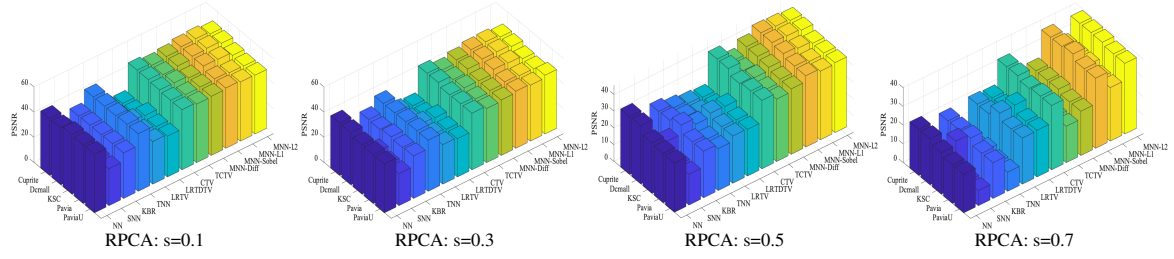 60
40
20
0
PSNR
Cuprite
Dcmall
KSC
Pavia
PaviaU
NN
SNN
KBR
TNN
LRTV
LRTDTV
CTV
TCTV
MNN-Diff
MNN-Sobel
MNN-L1
MNN-L2
RPCA: s=0.1
60
40
20
0
PSNR
Cuprite
Dcmall
KSC
Pavia
PaviaU
NN
SNN
KBR
TNN
LRTV
LRTDTV
CTV
TCTV
MNN-Diff
MNN-Sobel
MNN-L1
MNN-L2
RPCA: s=0.3
40
30
20
10
0
PSNR
Cuprite
Dcmall
KSC
Pavia
PaviaU
NN
SNN
KBR
TNN
LRTV
LRTDTV
CTV
TCTV
MNN-Diff
MNN-Sobel
MNN-L1
MNN-L2
RPCA: s=0.5
40
30
20
10
0
PSNR
Cuprite
Dcmall
KSC
Pavia
PaviaU
NN
SNN
KBR
TNN
LRTV
LRTDTV
CTV
TCTV
MNN-Diff
MNN-Sobel
MNN-L1
MNN-L2
RPCA: s=0.7